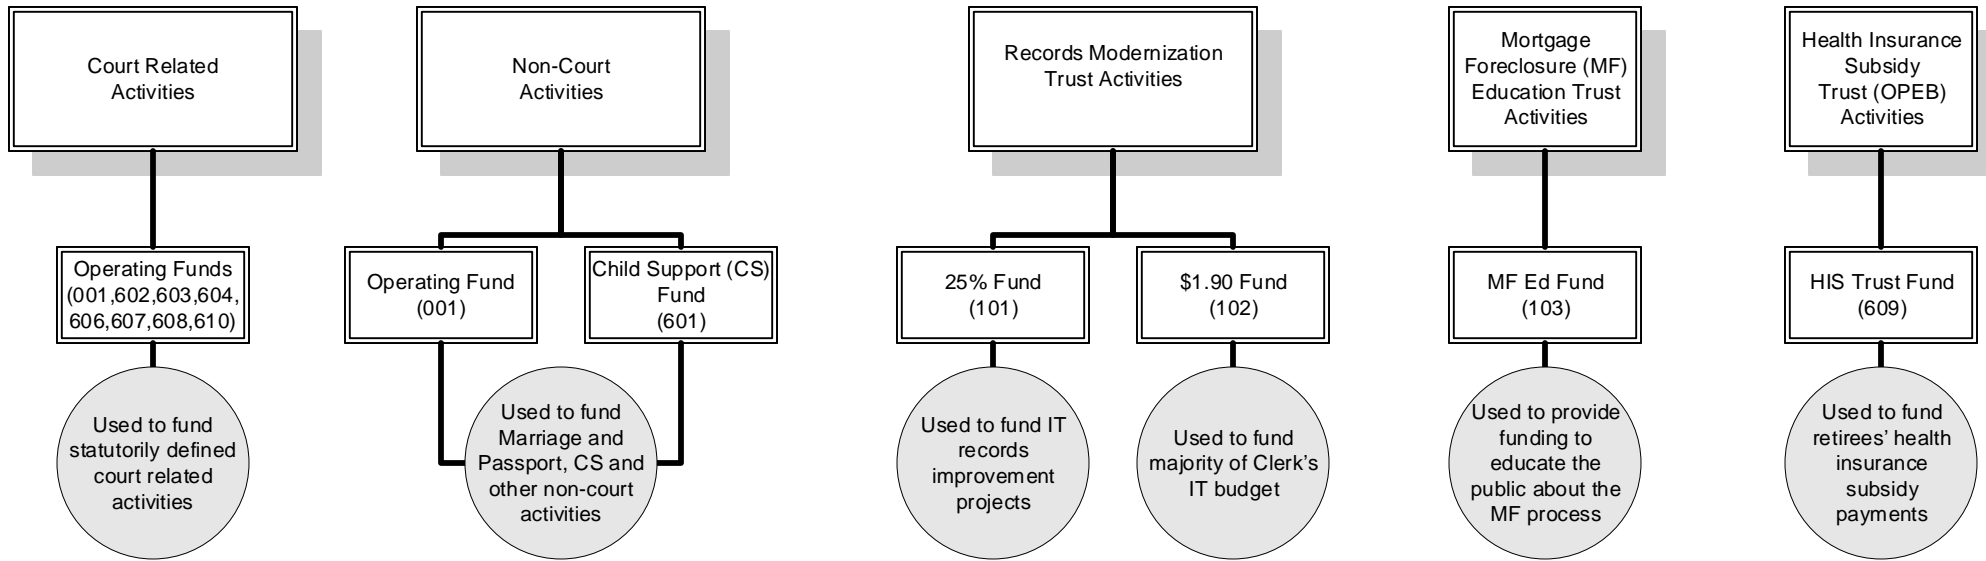 Court Related
Activities
Non-Court
Activities
Records Modernization
Trust Activities
Mortgage
Foreclosure (MF)
Education Trust
Activities
Health Insurance
Subsidy
Trust (OPEB)
Activities
Operating Funds
(001,602,603,604,
606,607,608,610)
Operating Fund
(001)
Child Support (CS)
Fund
(601)
25% Fund
(101)
$1.90 Fund
(102)
MF Ed Fund
(103)
HIS Trust Fund
(609)
Used to fund
statutorily defined
court related
activities
Used to fund
Marriage and
Passport, CS and
other non-court
activities
Used to fund IT
records
improvement
projects
Used to fund
majority of Clerk’s
IT budget
Used to provide
funding to
educate the
public about the
MF process
Used to fund
retirees’ health
insurance
subsidy
payments